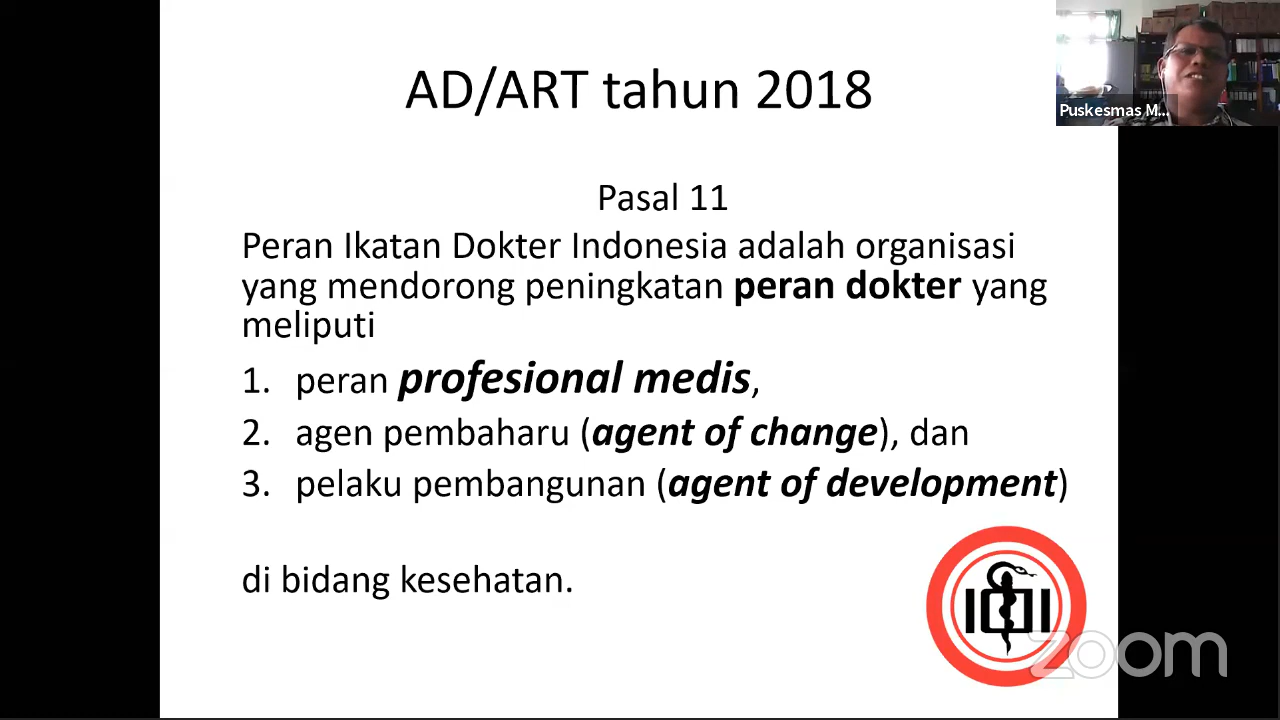 AD/ART tahun 2018
Puskesmas M...
Pasal 11
Peran Ikatan Dokter Indonesia adalah organisasi
yang mendorong peningkatan peran dokter yang
meliputi
1. peran profesional medis,
2. agen pembaharu (agent of change), dan
3. pelaku pembangunan (agent of development)
di bidang kesehatan.
IDI
zoom